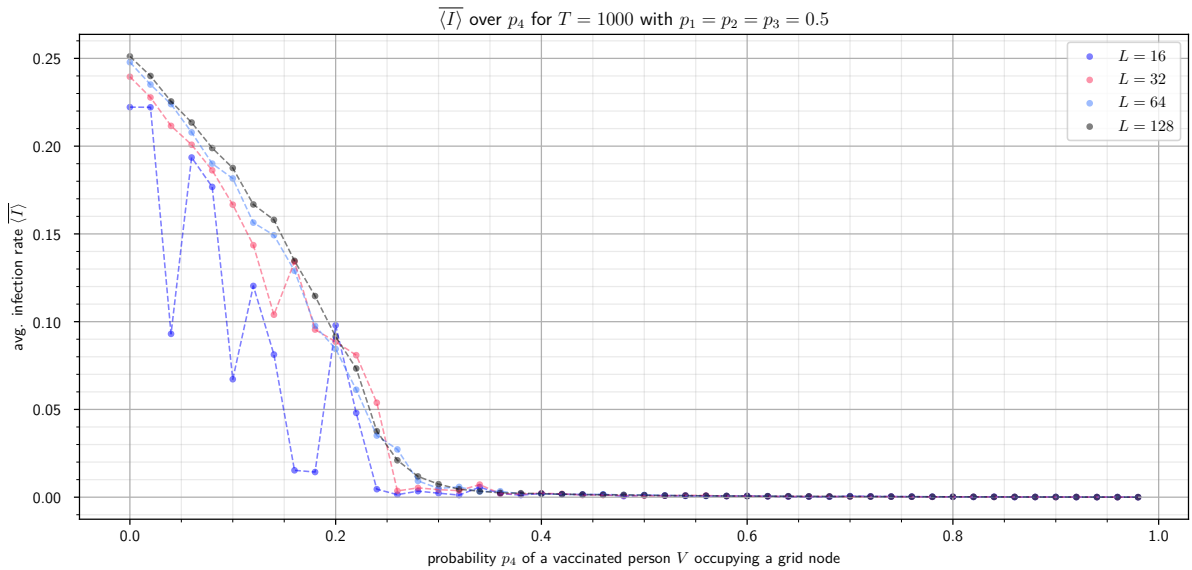 ⟨I⟩ over p₄ for T = 1000 with p₁ = p₂ = p₃ = 0.5
avg. infection rate ⟨I⟩
0.25
0.20
0.15
0.10
0.05
0.00
L = 16
L = 32
L = 64
L = 128
0.0 0.2 0.4 0.6 0.8 1.0
probability p₄ of a vaccinated person V occupying a grid node